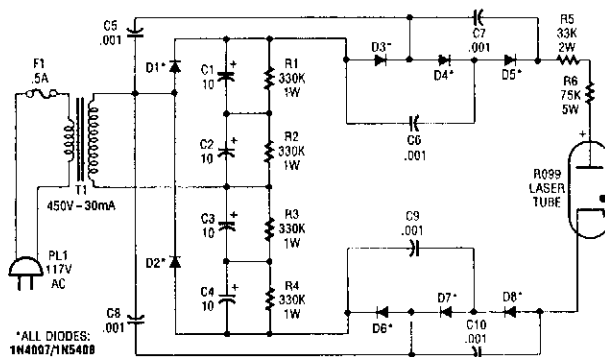 C5
.001
C7
.001
R5
33K
2W
F1
.5A
D1*
C1
10
+
R1
330K
1W
D3*
D4*
D5*
R6
75K
5W
C6
.001
+
C2
10
+
R2
330K
1W
R099
LASER
TUBE
T1
450V – 30mA
C3
10
+
R3
330K
1W
C9
.001
PL1
117V
AC
D2*
C4
10
+
R4
330K
1W
D6*
D7*
D8*
C8
.001
C10
.001
*ALL DIODES:
1N4007/1N5408